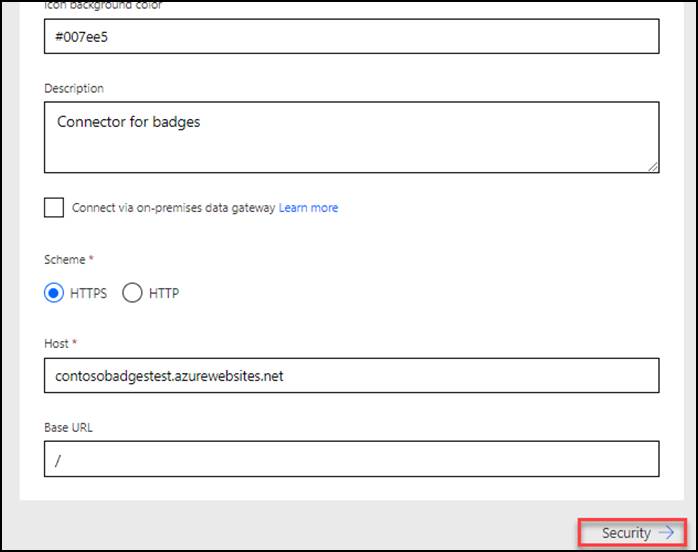 Icon background color
#007ee5
Description
Connector for badges
Connect via on-premises data gateway Learn more
Scheme *
HTTPS HTTP
Host *
contosobadgestest.azurewebsites.net
Base URL
/
Security →